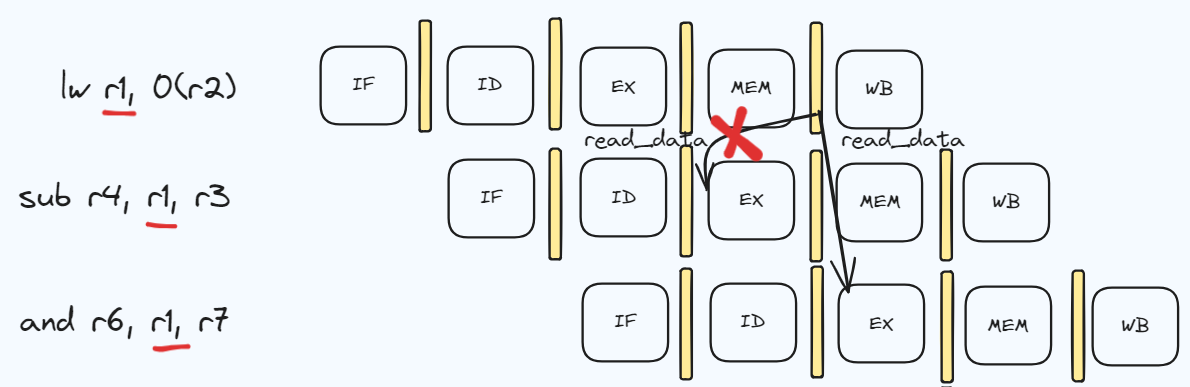 lw r1, 0(r2) IF ID EX MEM WB
read_data read_data
sub r4, r1, r3 IF ID EX MEM WB
and r6, r1, r7 IF ID EX MEM WB